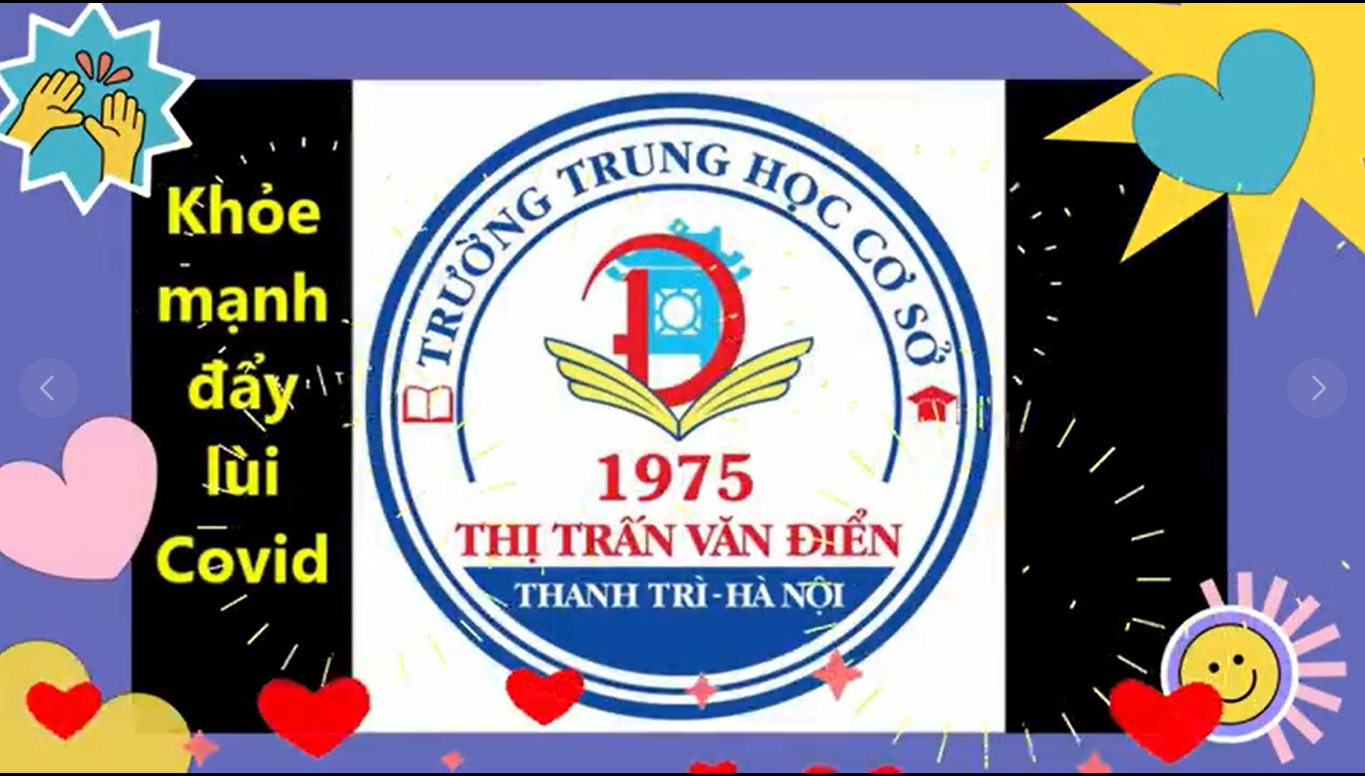 Khỏe
mạnh
đẩy
lùi
Covid
TRƯỜNG TRUNG HỌC CƠ SỞ
1975
THỊ TRẤN VĂN ĐIỂN
THANH TRÌ - HÀ NỘI